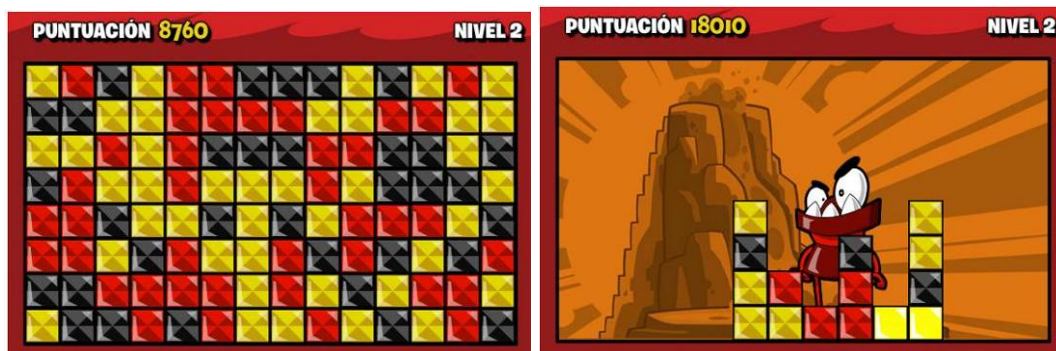 PUNTUACIÓN 8760 NIVEL 2
PUNTUACIÓN 18010 NIVEL 2